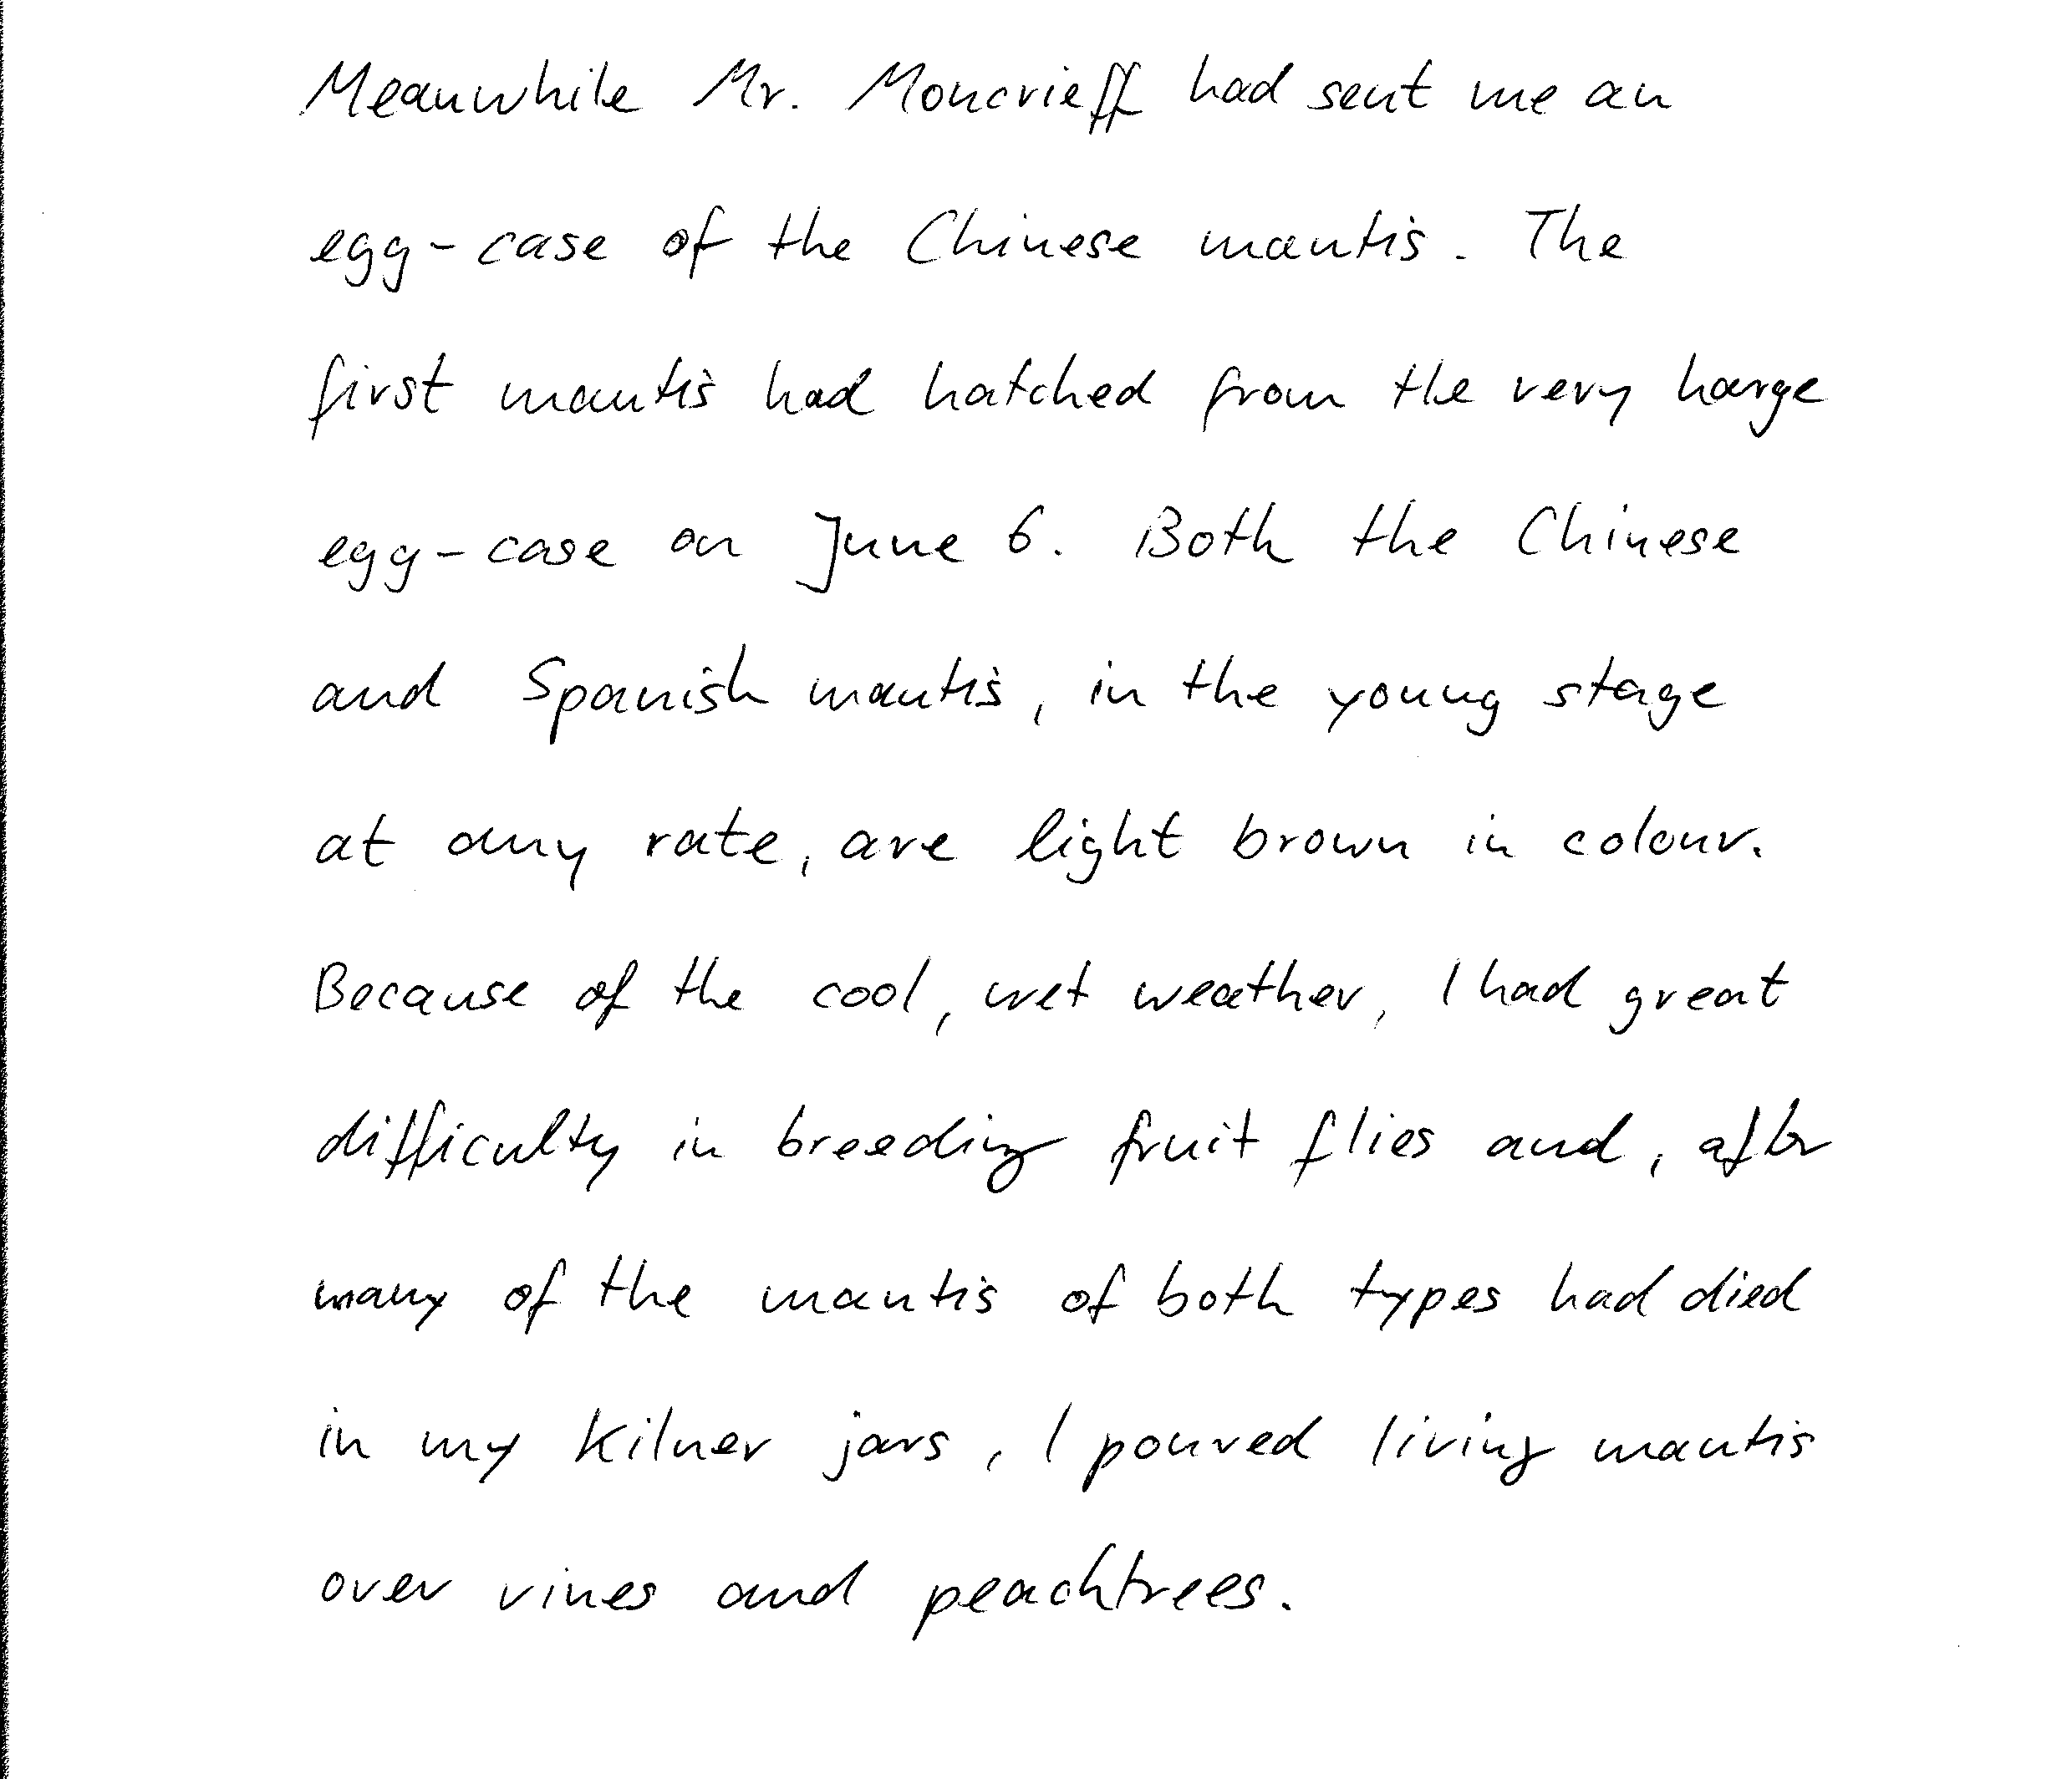 Meanwhile Mr. Moncrieff had sent me an
egg-case of the Chinese mantis. The
first mantis had hatched from the very large
egg-case on June 6. Both the Chinese
and Spanish mantis, in the young stage
at any rate, are light brown in colour.
Because of the cool, wet weather, I had great
difficulty in breeding fruit flies and, after
many of the mantis of both types had died
in my Kilner jars, I poured living mantis
over vines and peachtrees.